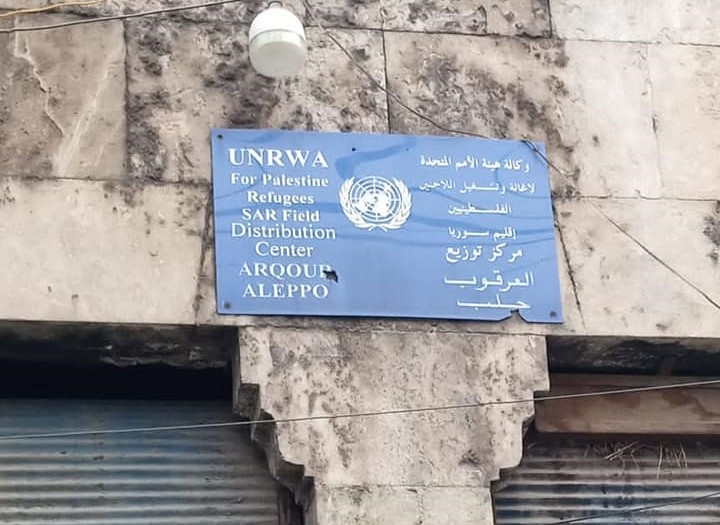 UNRWA
For Palestine
Refugees
SAR Field
Distribution
Center
ARQOUB
ALEPPO
وكالة هيئة الأمم المتحدة
لاغاثة وتشغيل اللاجئين
الفلسطينيين
إقليم سوريا
مركز توزيع
العرقوب
حلب